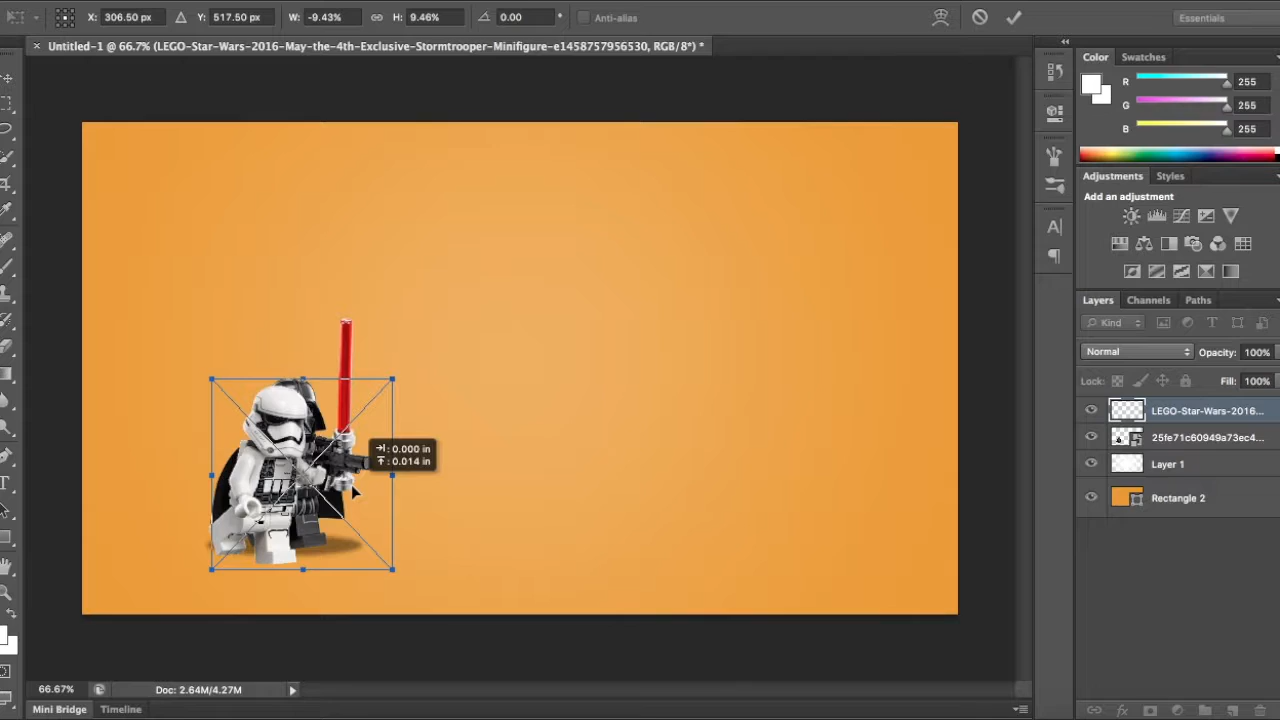 X: 306.50 px Y: 517.50 px W: -9.43% H: 9.46% 0.00 ° Anti-alias Essentials
× Untitled-1 @ 66.7% (LEGO-Star-Wars-2016-May-the-4th-Exclusive-Stormtrooper-Minifigure-e1458757956530, RGB/8*) *
Color Swatches
R 255
G 255
B 255
Adjustments Styles
Add an adjustment
Layers Channels Paths
Kind
Normal Opacity: 100%
Lock: Fill: 100%
LEGO-Star-Wars-2016...
25fe71c60949a73ec4...
Layer 1
Rectangle 2
: 0.000 in
: 0.014 in
66.67% Doc: 2.64M/4.27M
Mini Bridge Timeline